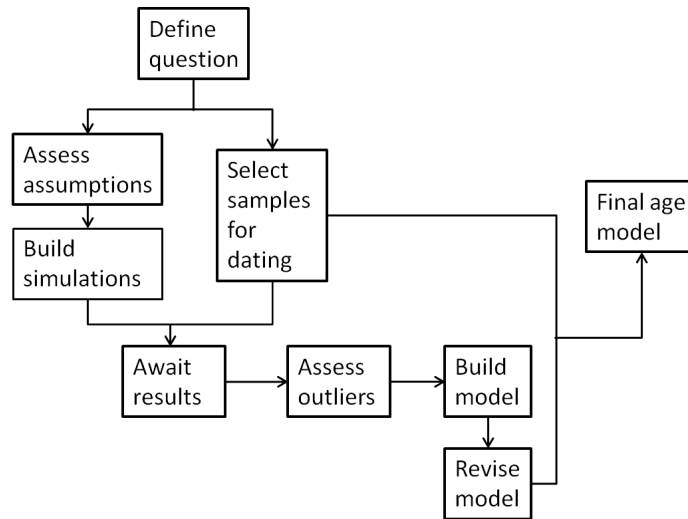 Define
question
Assess
assumptions
Select
samples
for
dating
Build
simulations
Final age
model
Await
results
Assess
outliers
Build
model
Revise
model